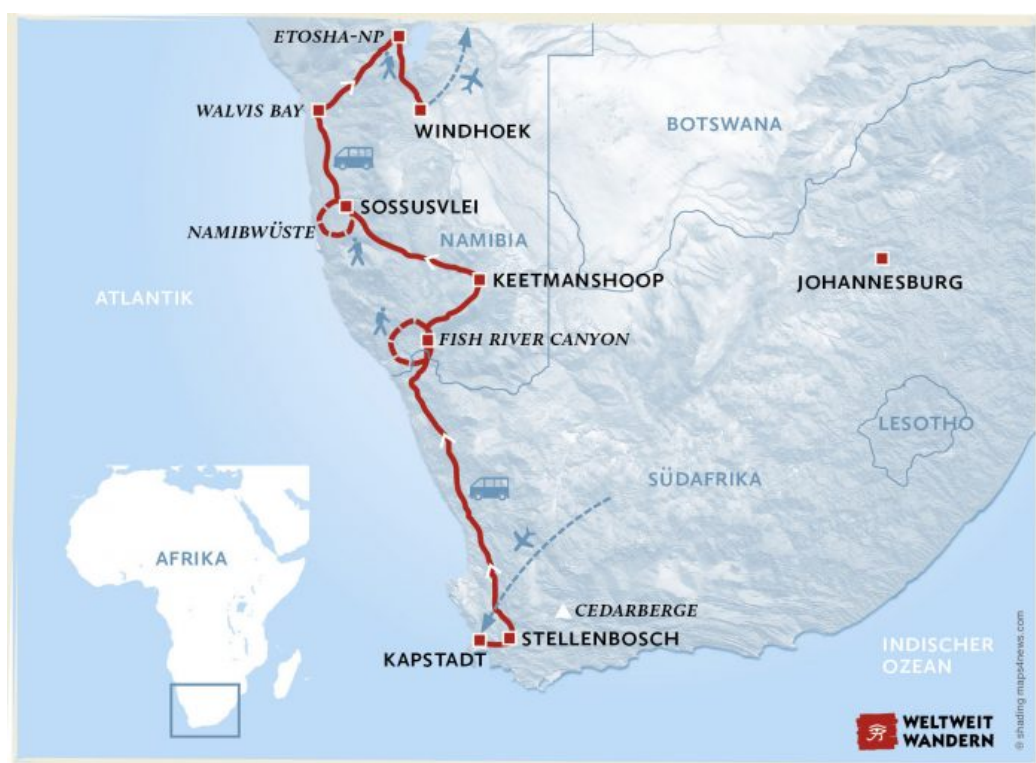 ETOSHA-NP
WALVIS BAY
WINDHOEK
BOTSWANA
SOSSUSVLEI
NAMIBWÜSTE
NAMIBIA
KEETMANSHOOP
JOHANNESBURG
ATLANTIK
FISH RIVER CANYON
LESOTHO
SÜDAFRIKA
AFRIKA
CEDARBERGE
STELLENBOSCH
KAPSTADT
INDISCHER
OZEAN
© shading maps4news.com
WELTWEIT
WANDERN